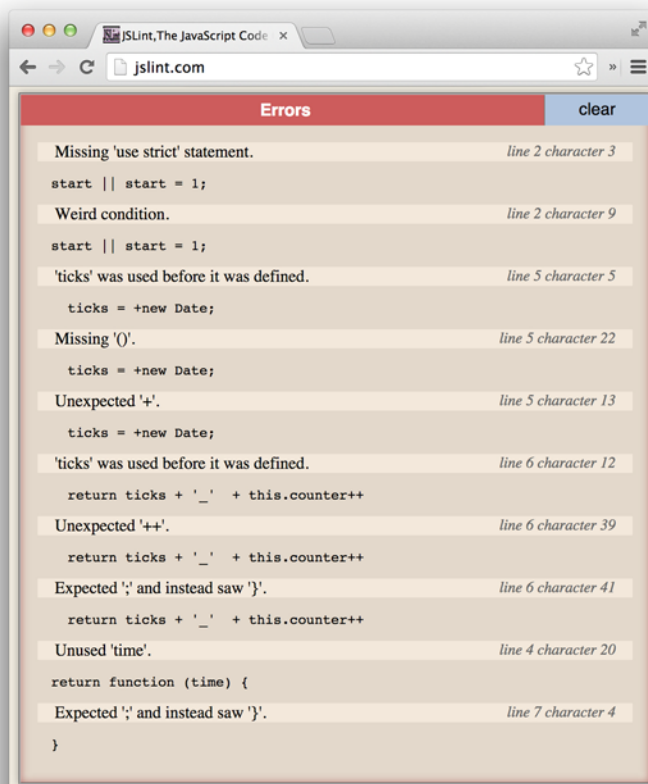 JSLint,The JavaScript Code
jslint.com
Errors clear
Missing 'use strict' statement. line 2 character 3
start || start = 1;
Weird condition. line 2 character 9
start || start = 1;
'ticks' was used before it was defined. line 5 character 5
ticks = +new Date;
Missing '()'. line 5 character 22
ticks = +new Date;
Unexpected '+'. line 5 character 13
ticks = +new Date;
'ticks' was used before it was defined. line 6 character 12
return ticks + '_'  + this.counter++
Unexpected '++'. line 6 character 39
return ticks + '_'  + this.counter++
Expected ';' and instead saw '}'. line 6 character 41
return ticks + '_'  + this.counter++
Unused 'time'. line 4 character 20
return function (time) {
Expected ';' and instead saw '}'. line 7 character 4
}